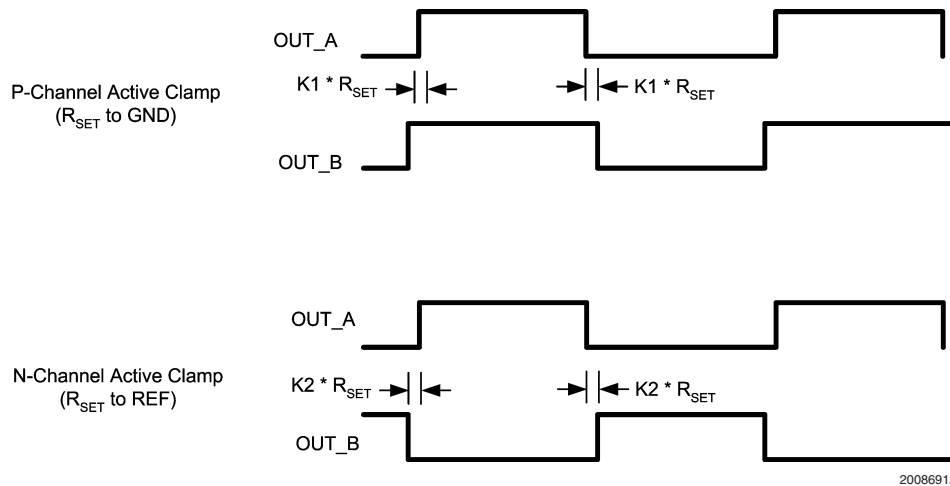 OUT_A
P-Channel Active Clamp
(RSET to GND)
K1 * RSET
K1 * RSET
OUT_B
OUT_A
N-Channel Active Clamp
(RSET to REF)
K2 * RSET
K2 * RSET
OUT_B
2008691